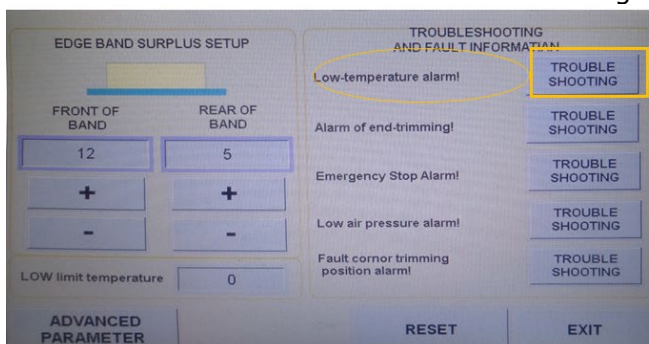 EDGE BAND SURPLUS SETUP
FRONT OF
BAND
REAR OF
BAND
12
5
+
+
-
-
LOW limit temperature
0
TROUBLESHOOTING
AND FAULT INFORMATIAN
Low-temperature alarm!
TROUBLE
SHOOTING
Alarm of end-trimming!
TROUBLE
SHOOTING
Emergency Stop Alarm!
TROUBLE
SHOOTING
Low air pressure alarm!
TROUBLE
SHOOTING
Fault cornor trimming
position alarm!
TROUBLE
SHOOTING
ADVANCED
PARAMETER
RESET
EXIT